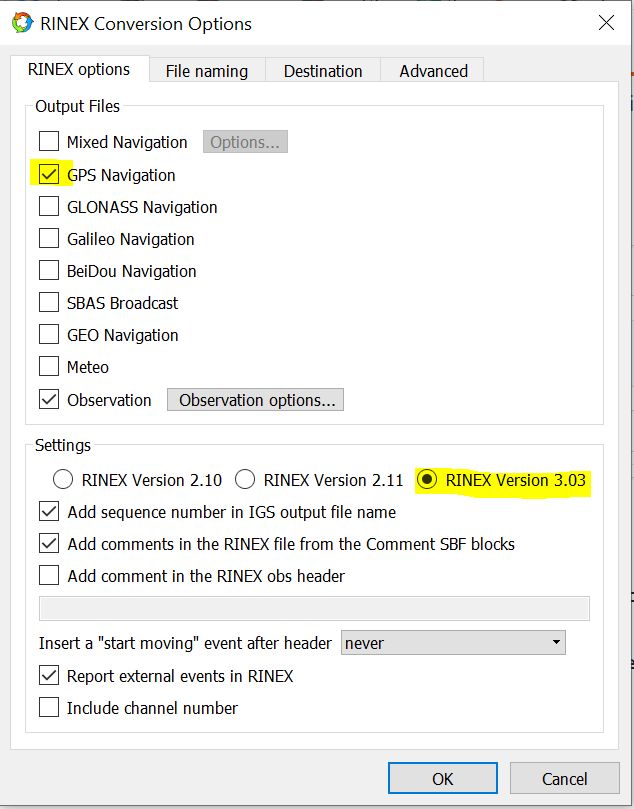 RINEX Conversion Options
RINEX options File naming Destination Advanced
Output Files
Mixed Navigation Options...
GPS Navigation
GLONASS Navigation
Galileo Navigation
BeiDou Navigation
SBAS Broadcast
GEO Navigation
Meteo
Observation Observation options...
Settings
RINEX Version 2.10 RINEX Version 2.11 RINEX Version 3.03
Add sequence number in IGS output file name
Add comments in the RINEX file from the Comment SBF blocks
Add comment in the RINEX obs header
Insert a "start moving" event after header never
Report external events in RINEX
Include channel number
OK Cancel